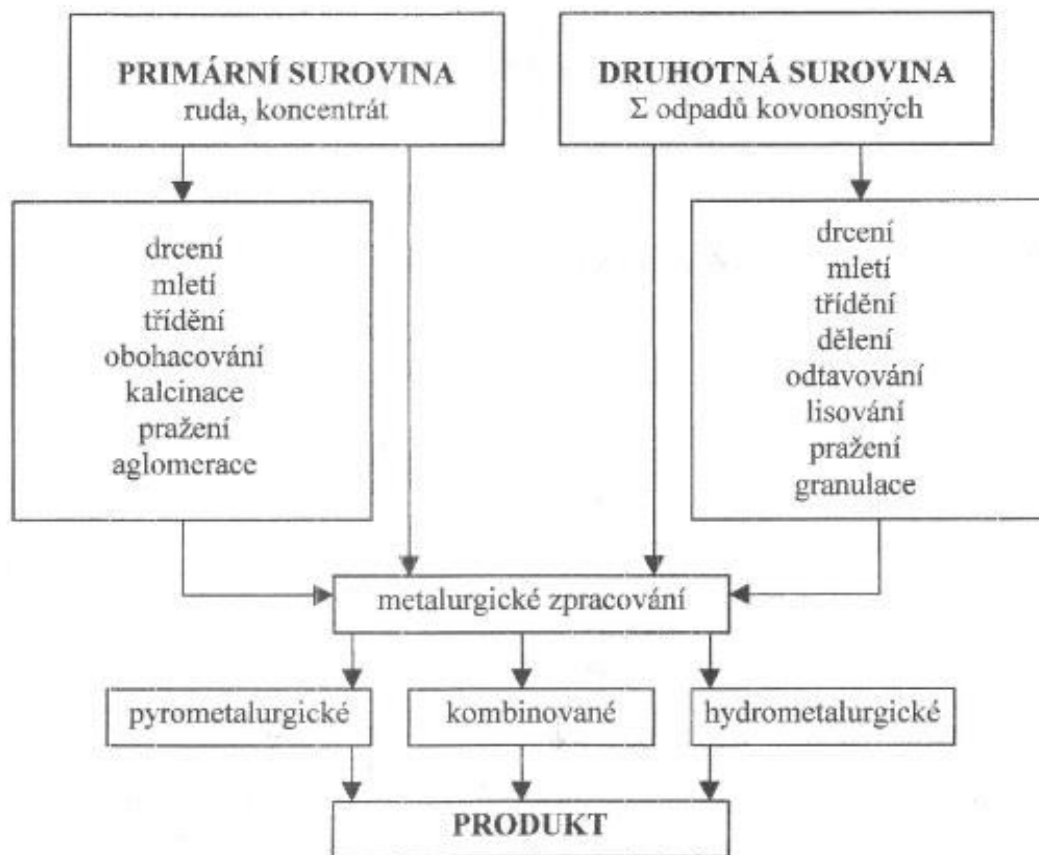 PRIMÁRNÍ SUROVINA
ruda, koncentrát
DRUHOTNÁ SUROVINA
Σ odpadů kovonosných
drcení
mletí
třídění
obohacování
kalcinace
pražení
aglomerace
drcení
mletí
třídění
dělení
odtavování
lisování
pražení
granulace
metalurgické zpracování
pyrometalurgické
kombinované
hydrometalurgické
PRODUKT